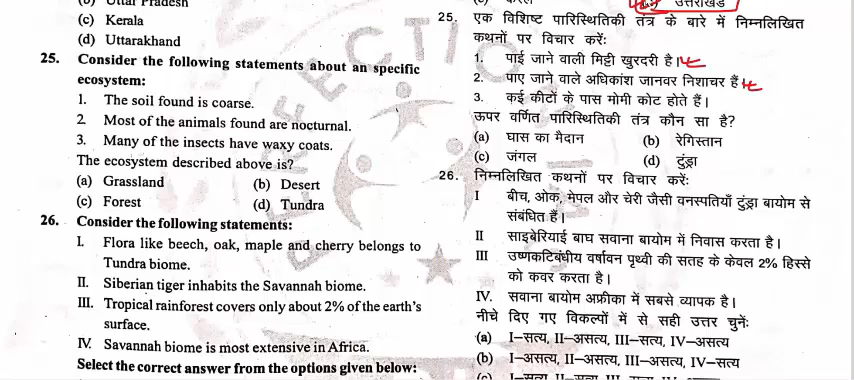 (b) Uttar Pradesh
(c) Kerala
(d) Uttarakhand
25. Consider the following statements about an specific
ecosystem:
1. The soil found is coarse.
2. Most of the animals found are nocturnal.
3. Many of the insects have waxy coats.
The ecosystem described above is?
(a) Grassland (b) Desert
(c) Forest (d) Tundra
26. Consider the following statements:
I. Flora like beech, oak, maple and cherry belongs to
Tundra biome.
II. Siberian tiger inhabits the Savannah biome.
III. Tropical rainforest covers only about 2% of the earth's
surface.
IV. Savannah biome is most extensive in Africa.
Select the correct answer from the options given below:
उत्तराखंड
25. एक विशिष्ट पारिस्थितिकी तंत्र के बारे में निम्नलिखित
कथनों पर विचार करेंः
1. पाई जाने वाली मिट्टी खुरदरी है।
2. पाए जाने वाले अधिकांश जानवर निशाचर हैं
3. कई कीटों के पास मोमी कोट होते हैं।
ऊपर वर्णित पारिस्थितिकी तंत्र कौन सा है?
(a) घास का मैदान (b) रेगिस्तान
(c) जंगल (d) टुंड्रा
26. निम्नलिखित कथनों पर विचार करेंः
I बीच, ओक, मेपल और चेरी जैसी वनस्पतियाँ टुंड्रा बायोम से
संबंधित हैं।
II साइबेरियाई बाघ सवाना बायोम में निवास करता है।
III उष्णकटिबंधीय वर्षावन पृथ्वी की सतह के केवल 2% हिस्से
को कवर करता है।
IV. सवाना बायोम अफ्रीका में सबसे व्यापक है।
नीचे दिए गए विकल्पों में से सही उत्तर चुनेंः
(a) I–सत्य, II–असत्य, III–सत्य, IV–असत्य
(b) I–असत्य, II–असत्य, III–असत्य, IV–सत्य